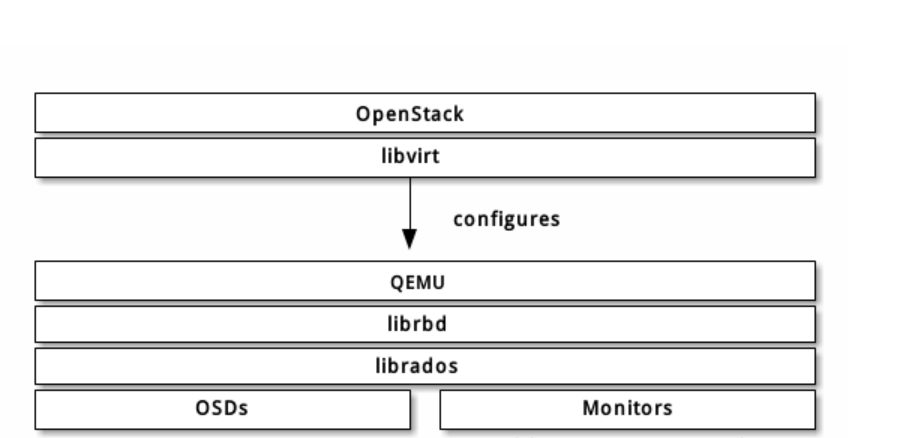 OpenStack
libvirt
configures
QEMU
librbd
librados
OSDs
Monitors